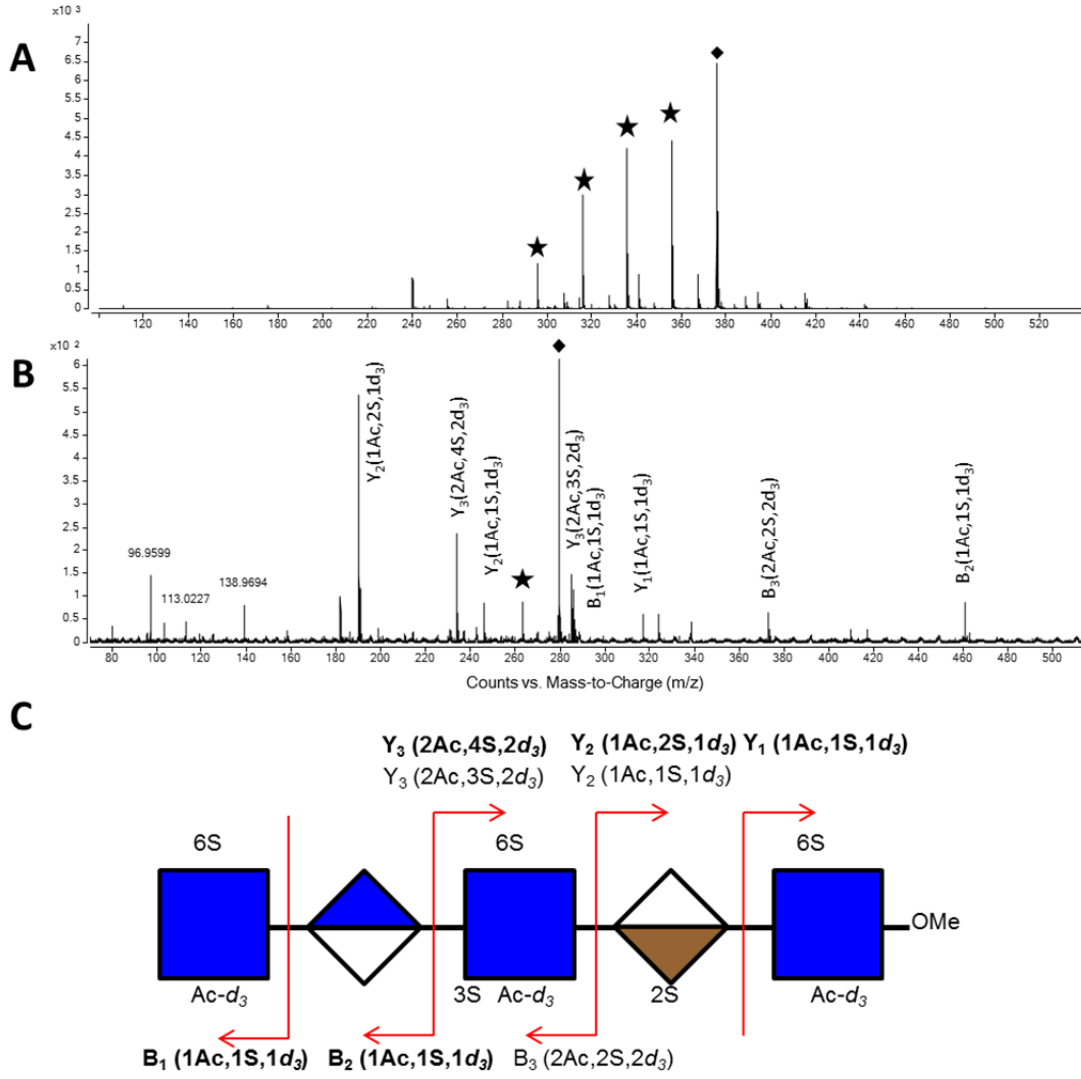 A
x10 ³
7
6.5
6
5.5
5
4.5
4
3.5
3
2.5
2
1.5
1
0.5
0
120 140 160 180 200 220 240 260 280 300 320 340 360 380 400 420 440 460 480 500 520
B
x10 ²
6
5.5
5
4.5
4
3.5
3
2.5
2
1.5
1
0.5
0
96.9599
113.0227
138.9694
Y₂(1Ac,2S,1d₃)
Y₃(2Ac,4S,2d₃)
Y₂(1Ac,1S,1d₃)
Y₃(2Ac,3S,2d₃)
B₁(1Ac,1S,1d₃)
Y₁(1Ac,1S,1d₃)
B₃(2Ac,2S,2d₃)
B₂(1Ac,1S,1d₃)
80 100 120 140 160 180 200 220 240 260 280 300 320 340 360 380 400 420 440 460 480 500
Counts vs. Mass-to-Charge (m/z)
C
Y₃ (2Ac,4S,2d₃) Y₂ (1Ac,2S,1d₃) Y₁ (1Ac,1S,1d₃)
Y₃ (2Ac,3S,2d₃) Y₂ (1Ac,1S,1d₃)
6S 6S 6S
OMe
Ac-d₃ 3S Ac-d₃ 2S Ac-d₃
B₁ (1Ac,1S,1d₃) B₂ (1Ac,1S,1d₃) B₃ (2Ac,2S,2d₃)